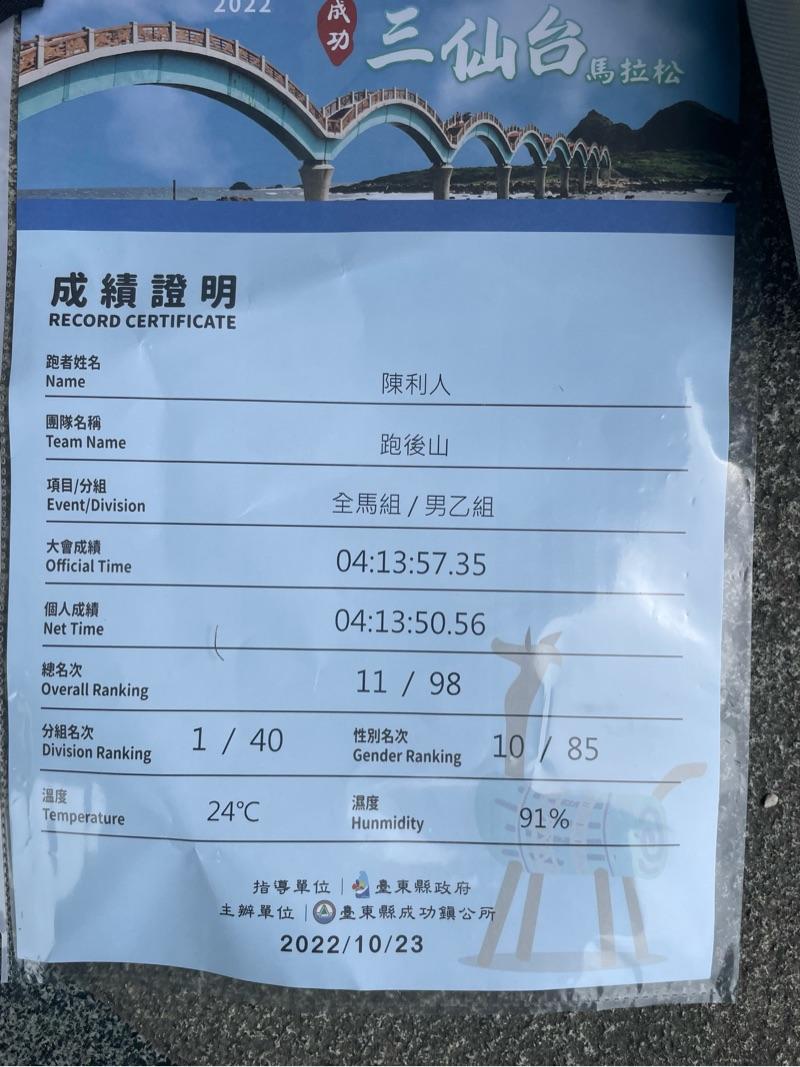 2022
成功
三仙台馬拉松
成績證明
RECORD CERTIFICATE
跑者姓名
Name
陳利人
團隊名稱
Team Name
跑後山
項目/分組
Event/Division
全馬組 / 男乙組
大會成績
Official Time
04:13:57.35
個人成績
Net Time
04:13:50.56
總名次
Overall Ranking
11 / 98
分組名次
Division Ranking
1 / 40
性別名次
Gender Ranking
10 / 85
溫度
Temperature
24℃
濕度
Hunmidity
91%
指導單位｜臺東縣政府
主辦單位｜臺東縣成功鎮公所
2022/10/23